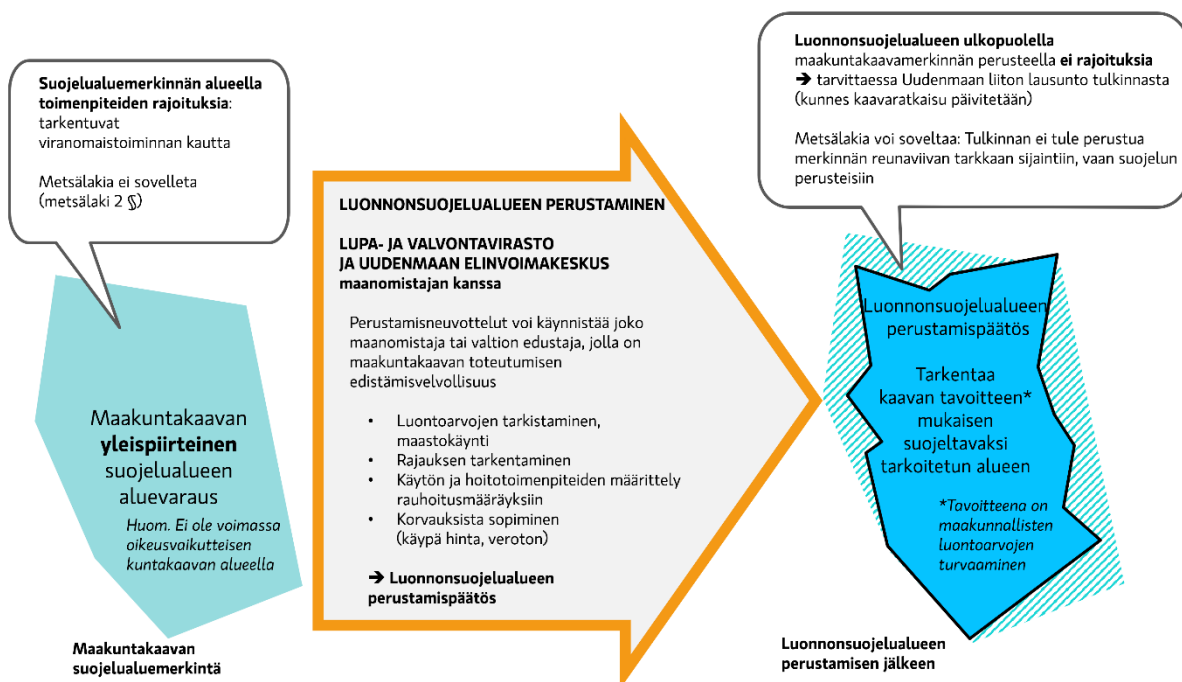 Suojelualuemerkinnän alueella
toimenpiteiden rajoituksia:
tarkentuvat
viranomaistoiminnan kautta
Metsälakia ei sovelleta
(metsälaki 2 §)
Maakuntakaavan
yleispiirteinen
suojelualueen
aluevaraus
Huom. Ei ole voimassa
oikeusvaikutteisen
kuntakaavan alueella
Maakuntakaavan
suojelualuemerkintä
LUONNONSUOJELUALUEEN PERUSTAMINEN
LUPA- JA VALVONTAVIRASTO
JA UUDENMAAN ELINVOIMAKESKUS
maanomistajan kanssa
Perustamisneuvottelut voi käynnistää joko
maanomistaja tai valtion edustaja, jolla on
maakuntakaavan toteutumisen
edistämisvelvollisuus
• Luontoarvojen tarkistaminen,
maastokäynti
• Rajauksen tarkentaminen
• Käytön ja hoitotoimenpiteiden määrittely
rauhoitusmääräyksiin
• Korvauksista sopiminen
(käypä hinta, veroton)
➔ Luonnonsuojelualueen
perustamispäätös
Luonnonsuojelualueen ulkopuolella
maakuntakaavamerkinnän perusteella ei rajoituksia
➔ tarvittaessa Uudenmaan liiton lausunto tulkinnasta
(kunnes kaavaratkaisu päivitetään)
Metsälakia voi soveltaa: Tulkinnan ei tule perustua
merkinnän reunaviivan tarkkaan sijaintiin, vaan suojelun
perusteisiin
Luonnonsuojelualueen
perustamispäätös
Tarkentaa
kaavan tavoitteen*
mukaisen
suojeltavaksi
tarkoitetun alueen
*Tavoitteena on
maakunnallisten
luontoarvojen
turvaaminen
Luonnonsuojelualueen
perustamisen jälkeen